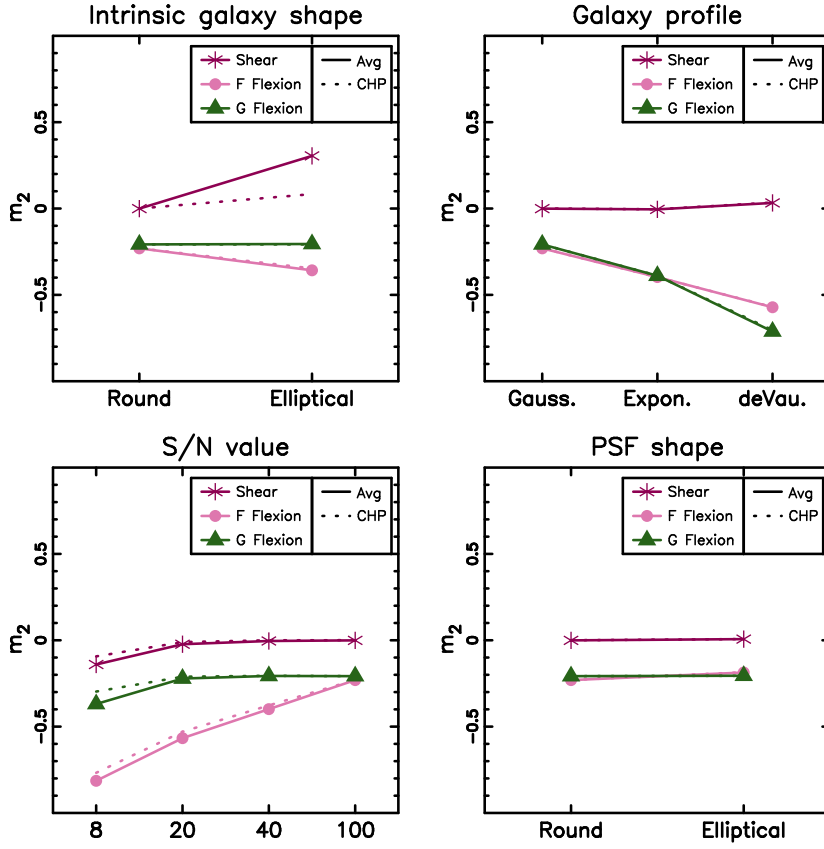 Intrinsic galaxy shape
Shear
F Flexion
G Flexion
Avg
CHP
m2
0.5
0
−0.5
Round
Elliptical
Galaxy profile
Shear
F Flexion
G Flexion
Avg
CHP
m2
0.5
0
−0.5
Gauss.
Expon.
deVau.
S/N value
Shear
F Flexion
G Flexion
Avg
CHP
m2
0.5
0
−0.5
8
20
40
100
PSF shape
Shear
F Flexion
G Flexion
Avg
CHP
m2
0.5
0
−0.5
Round
Elliptical